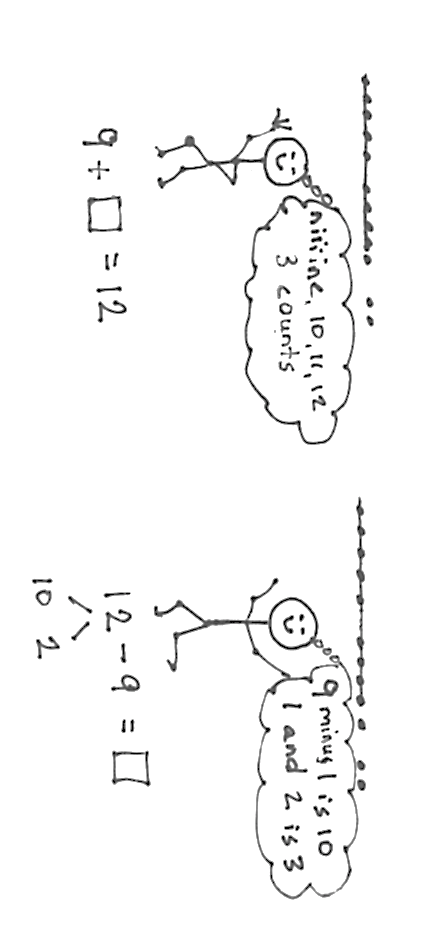 niiiine, 10, 11, 12
3 counts
9 + □ = 12
9 minus 1 is 10
1 and 2 is 3
12 - 9 = □
10 2